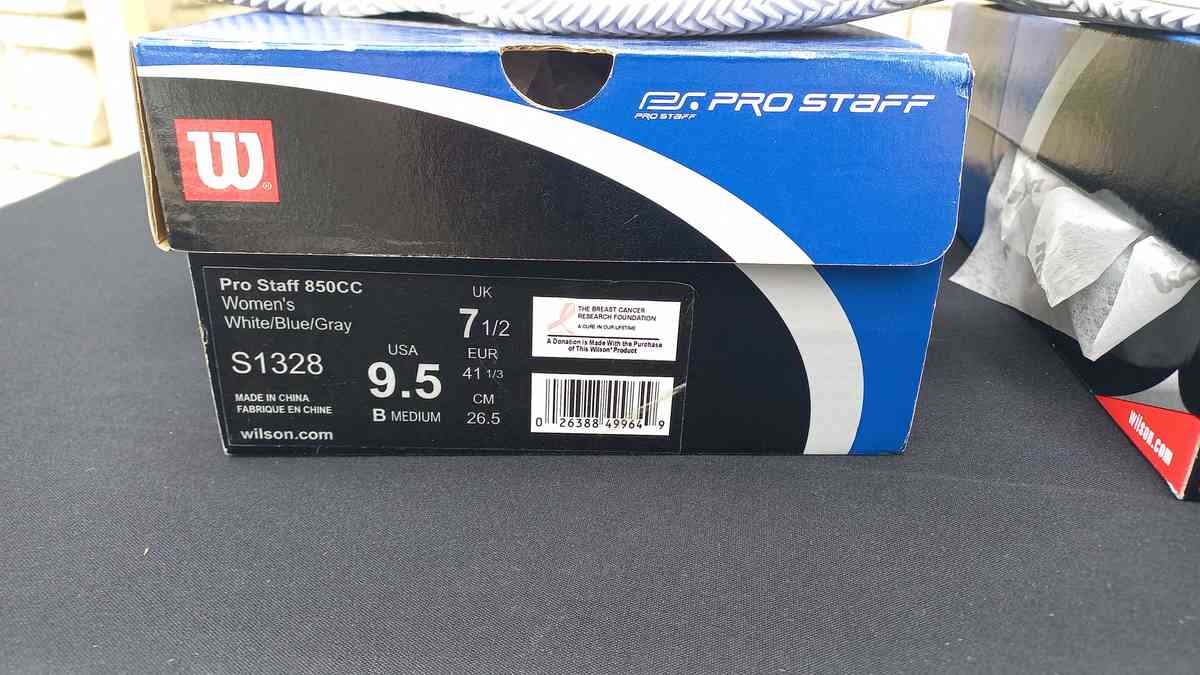 PRO STAFF
PRO STAFF
W®
Pro Staff 850CC
Women's
White/Blue/Gray
S1328
MADE IN CHINA
FABRIQUE EN CHINE
wilson.com
USA
9.5
B MEDIUM
UK
7 1/2
EUR
41 1/3
CM
26.5
THE BREAST CANCER
RESEARCH FOUNDATION
A CURE IN OUR LIFETIME
A Donation is Made With the Purchase
of This Wilson® Product
0 26388 49964 9
wilson.com